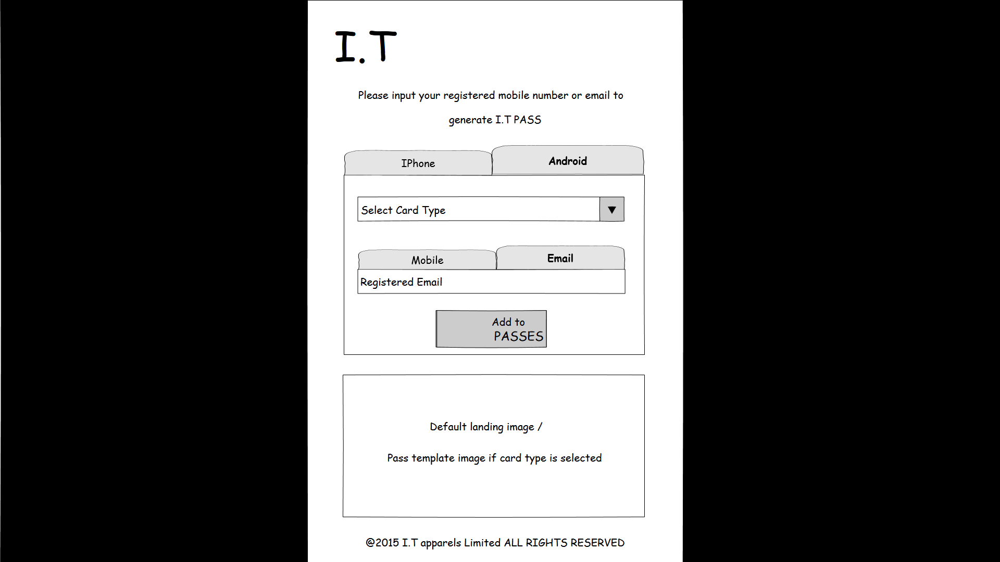 I.T
Please input your registered mobile number or email to
generate I.T PASS
IPhone
Android
Select Card Type
Mobile
Email
Registered Email
Add to
PASSES
Default landing image /
Pass template image if card type is selected
@2015 I.T apparels Limited ALL RIGHTS RESERVED